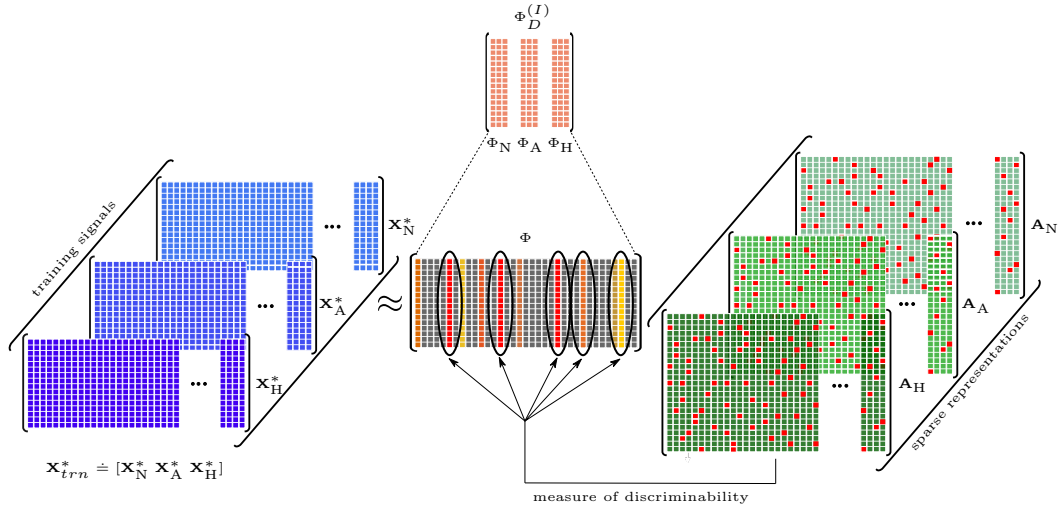 Φ_D^(I)
Φ_N Φ_A Φ_H
training signals
X*_N
X*_A
X*_H
...
...
...
≈
Φ
...
...
...
A_N
A_A
A_H
sparse representations
X*_trn ≐ [X*_N X*_A X*_H]
measure of discriminability